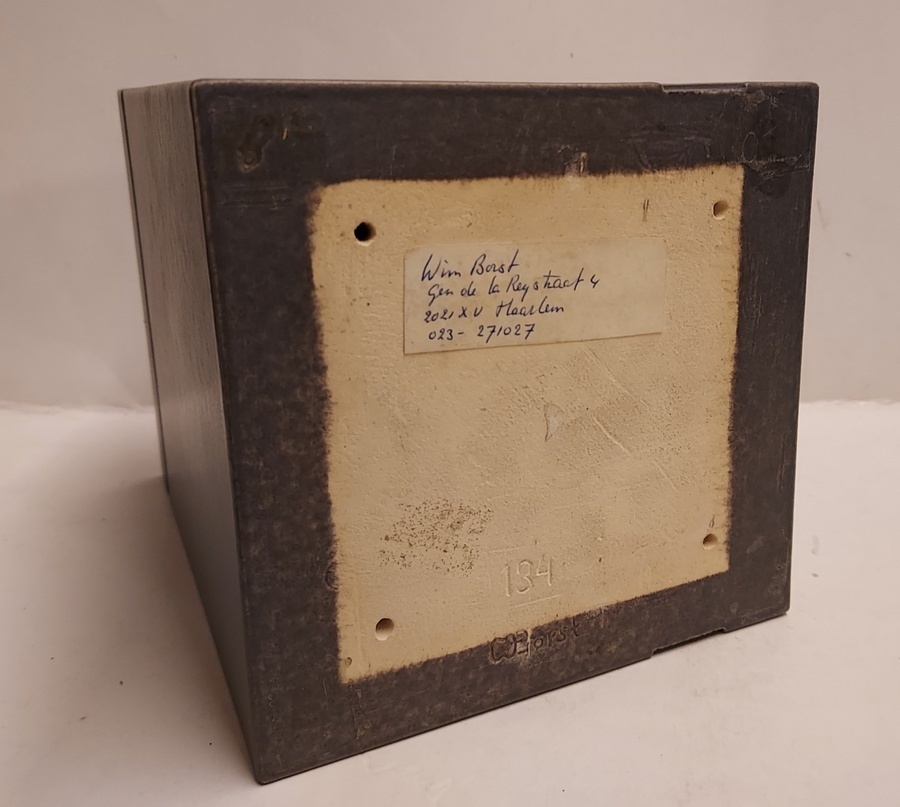 Wim Borst
Gen de la Reystraat 4
2021 XV Haarlem
023- 271027
134
WBorst